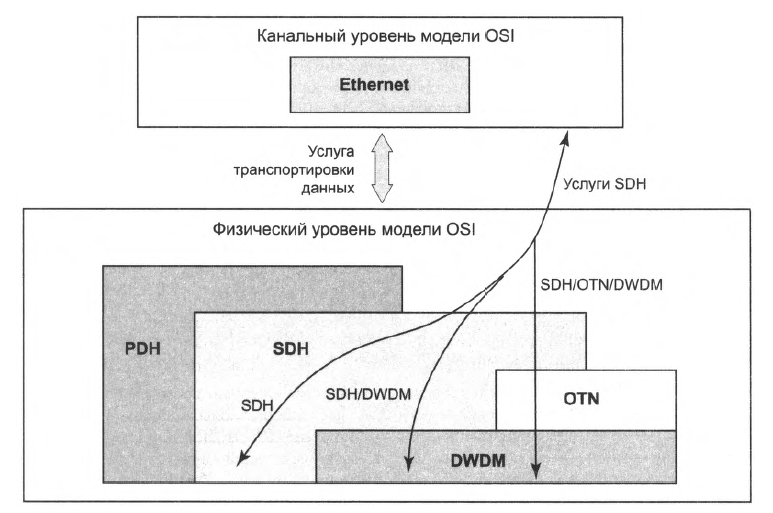 Канальный уровень модели OSI
Ethernet
Услуга
транспортировки
данных
Услуги SDH
Физический уровень модели OSI
SDH/OTN/DWDM
PDH
SDH
SDH
SDH/DWDM
OTN
DWDM